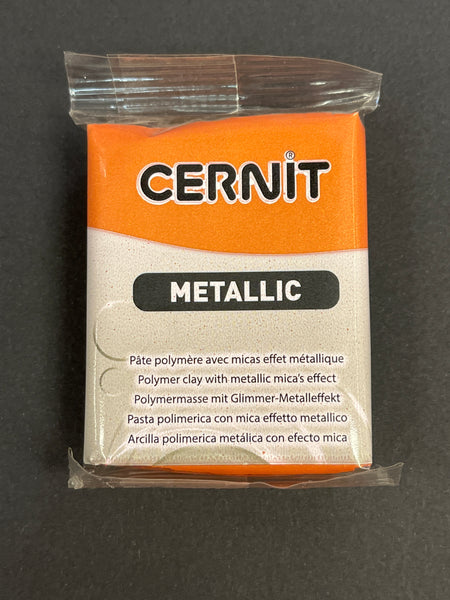 CERNIT®
METALLIC
Pâte polymère avec micas effet métallique
Polymer clay with metallic mica's effect
Polymermasse mit Glimmer-Metalleffekt
Pasta polimerica con mica effetto metallico
Arcilla polimerica metálica con efecto mica